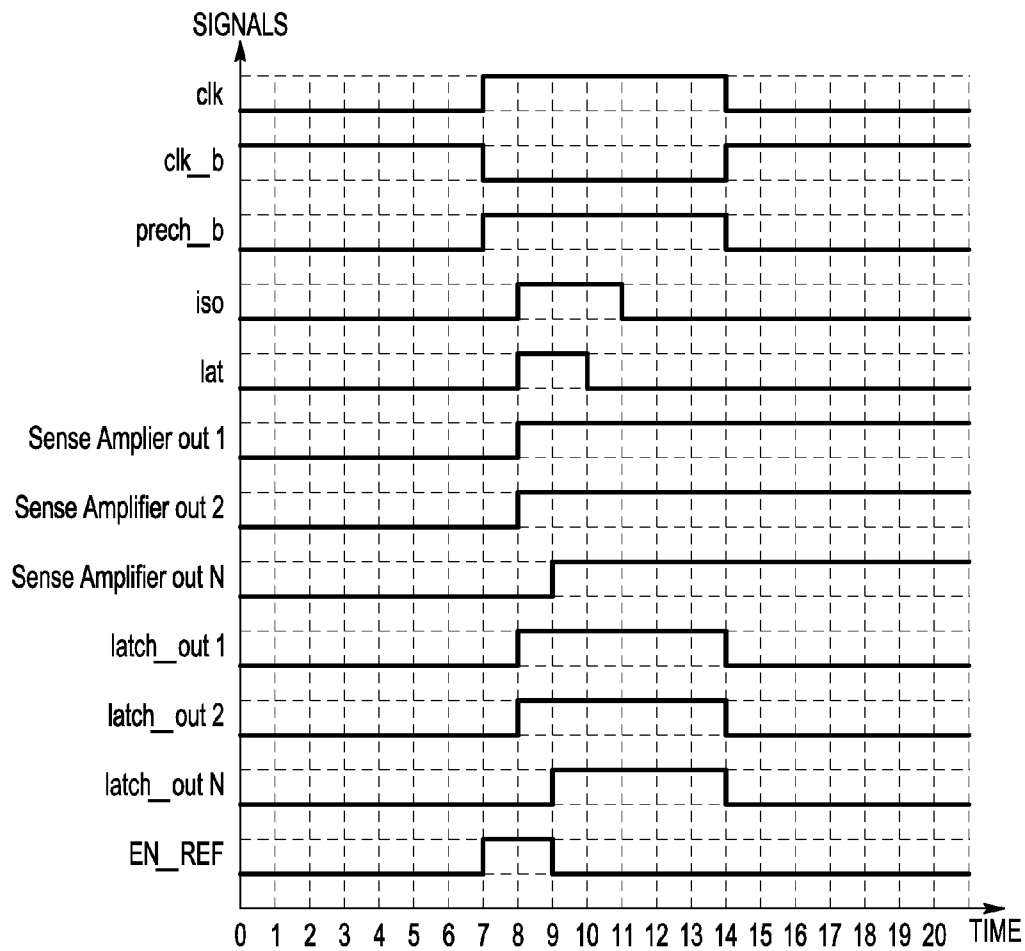 SIGNALS
clk
clk_b
prech_b
iso
lat
Sense Amplier out 1
Sense Amplifier out 2
Sense Amplifier out N
latch_out 1
latch_out 2
latch_out N
EN_REF
0 1 2 3 4 5 6 7 8 9 10 11 12 13 14 15 16 17 18 19 20 TIME